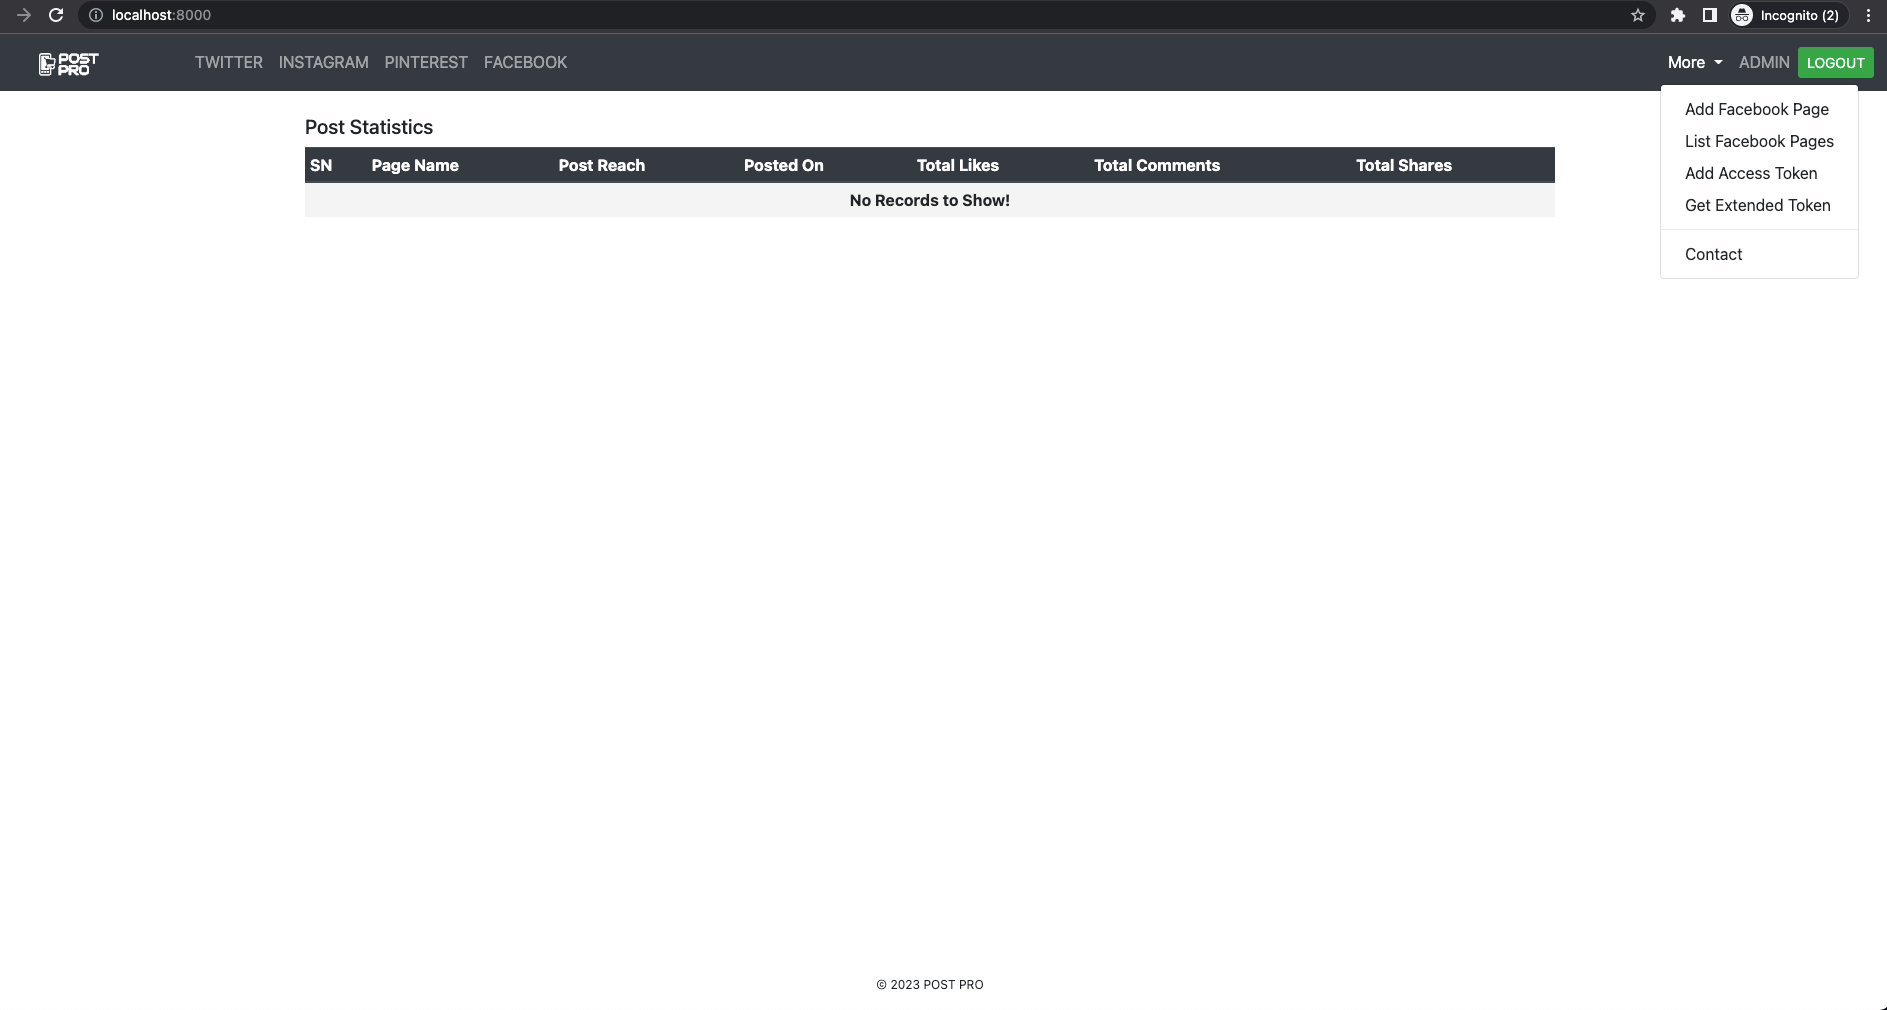 localhost:8000
Incognito (2)
POST
PRO
TWITTER INSTAGRAM PINTEREST FACEBOOK
More ADMIN LOGOUT
Add Facebook Page
List Facebook Pages
Add Access Token
Get Extended Token
Contact
Post Statistics
SN Page Name Post Reach Posted On Total Likes Total Comments Total Shares
No Records to Show!
© 2023 POST PRO